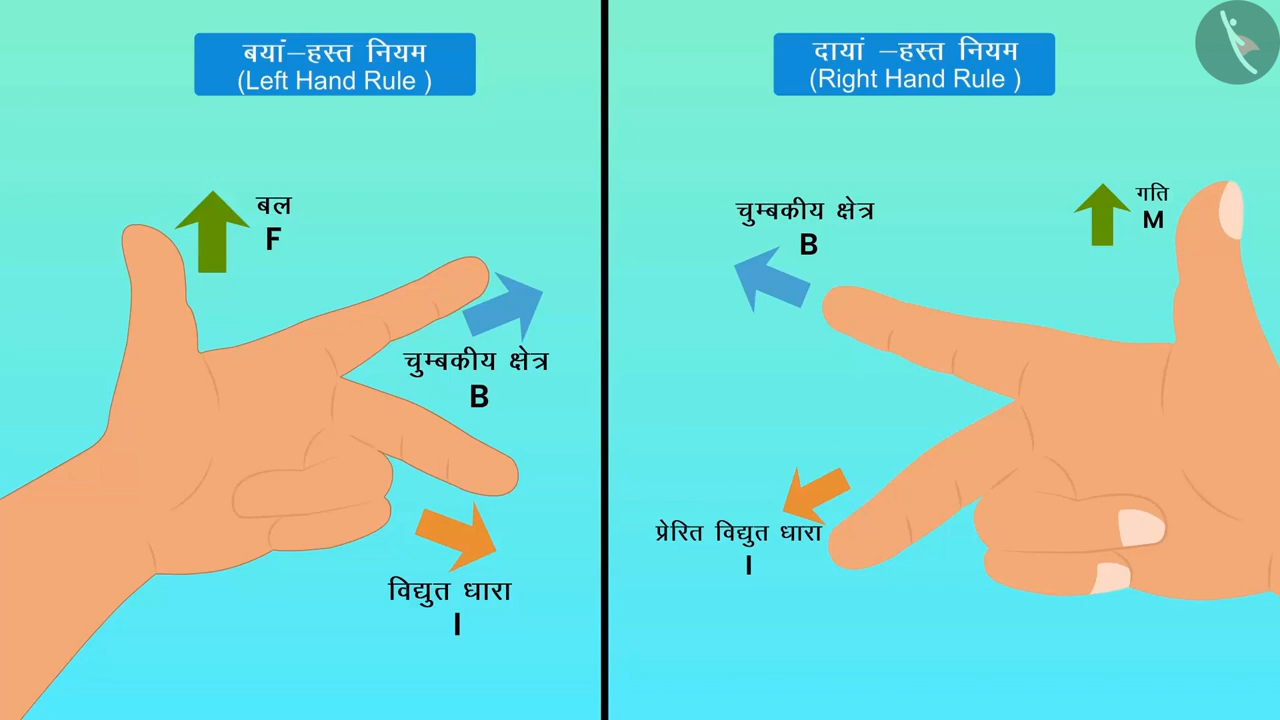 बयां–हस्त नियम
(Left Hand Rule )
बल
F
चुम्बकीय क्षेत्र
B
विद्युत धारा
I
दायां –हस्त नियम
(Right Hand Rule )
चुम्बकीय क्षेत्र
B
गति
M
प्रेरित विद्युत धारा
I